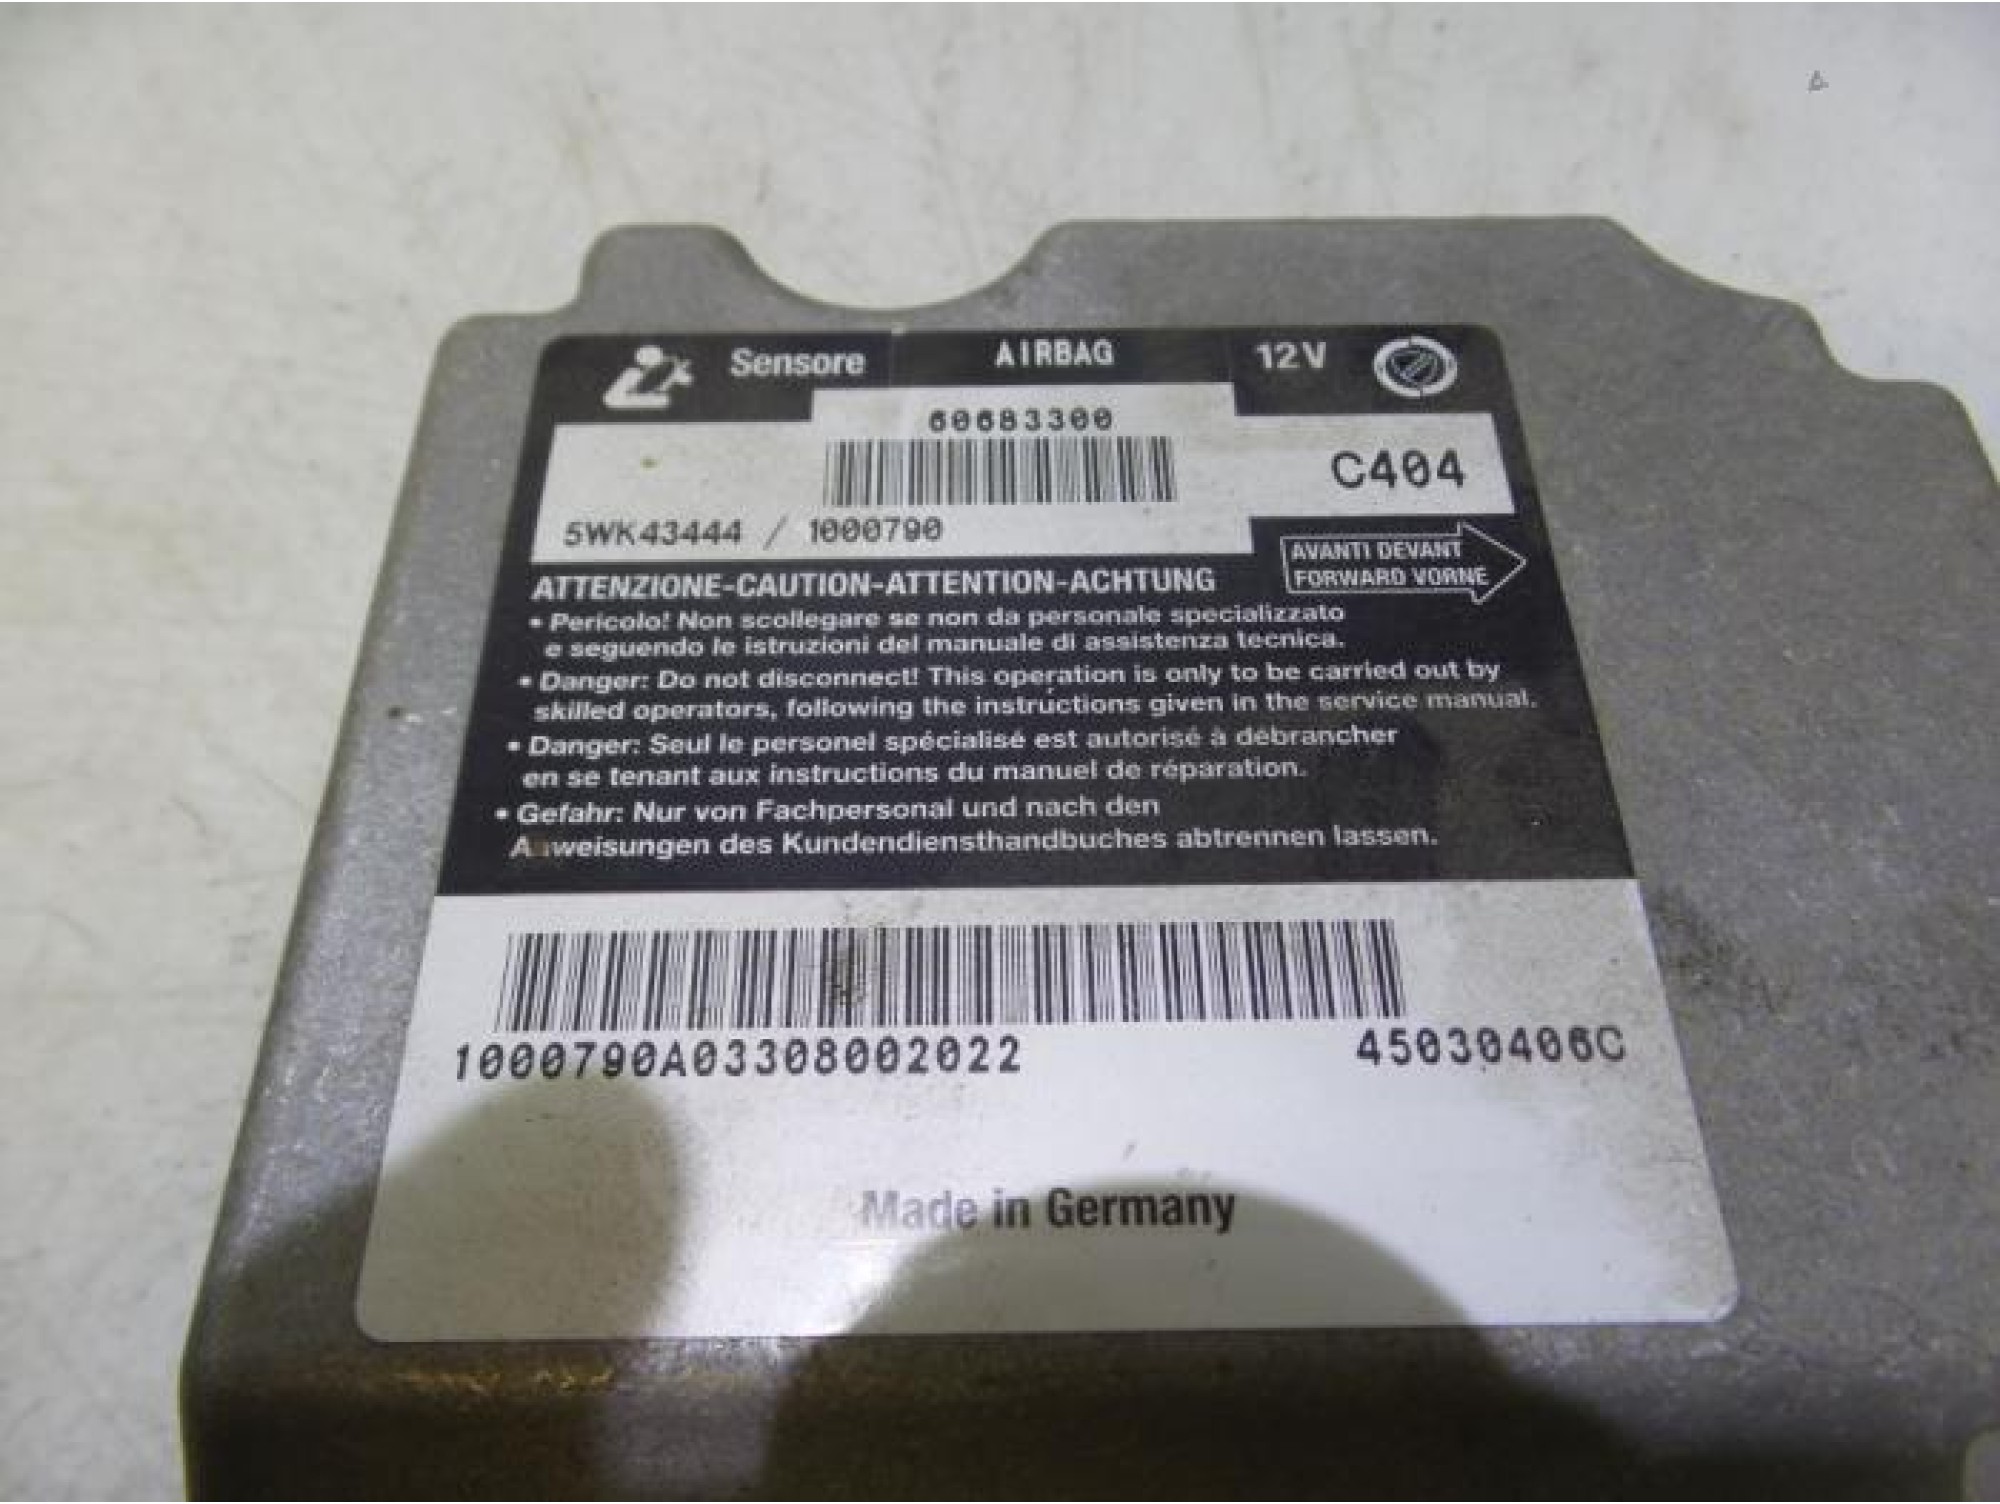 Sensore AIRBAG 12V
60683300
C404
5WK43444 / 1000790
AVANTI DEVANT
FORWARD VORNE
ATTENZIONE-CAUTION-ATTENTION-ACHTUNG
• Pericolo! Non scollegare se non da personale specializzato
e seguendo le istruzioni del manuale di assistenza tecnica.
• Danger: Do not disconnect! This operation is only to be carried out by
skilled operators, following the instructions given in the service manual.
• Danger: Seul le personel spécialisé est autorisé à débrancher
en se tenant aux instructions du manuel de réparation.
• Gefahr: Nur von Fachpersonal und nach den
Anweisungen des Kundendiensthandbuches abtrennen lassen.
1000790A03308002022 45030406C
Made in Germany